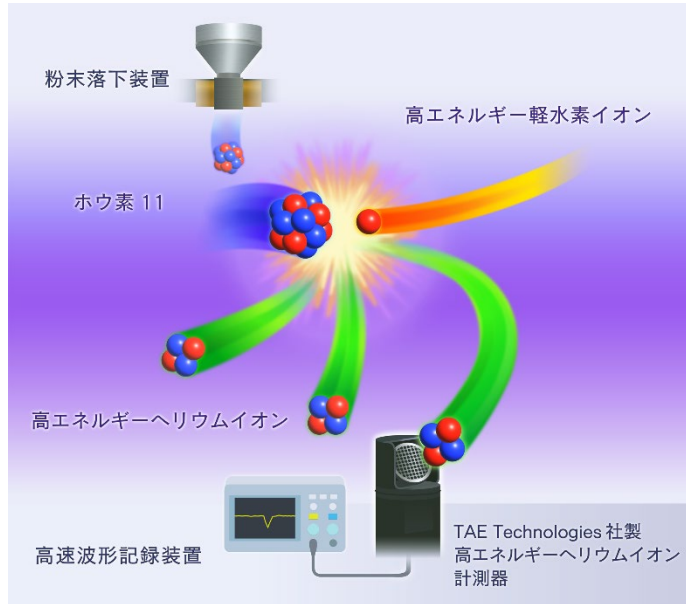 粉末落下装置
高エネルギー軽水素イオン
ホウ素 11
高エネルギーヘリウムイオン
TAE Technologies 社製
高エネルギーヘリウムイオン
計測器
高速波形記録装置